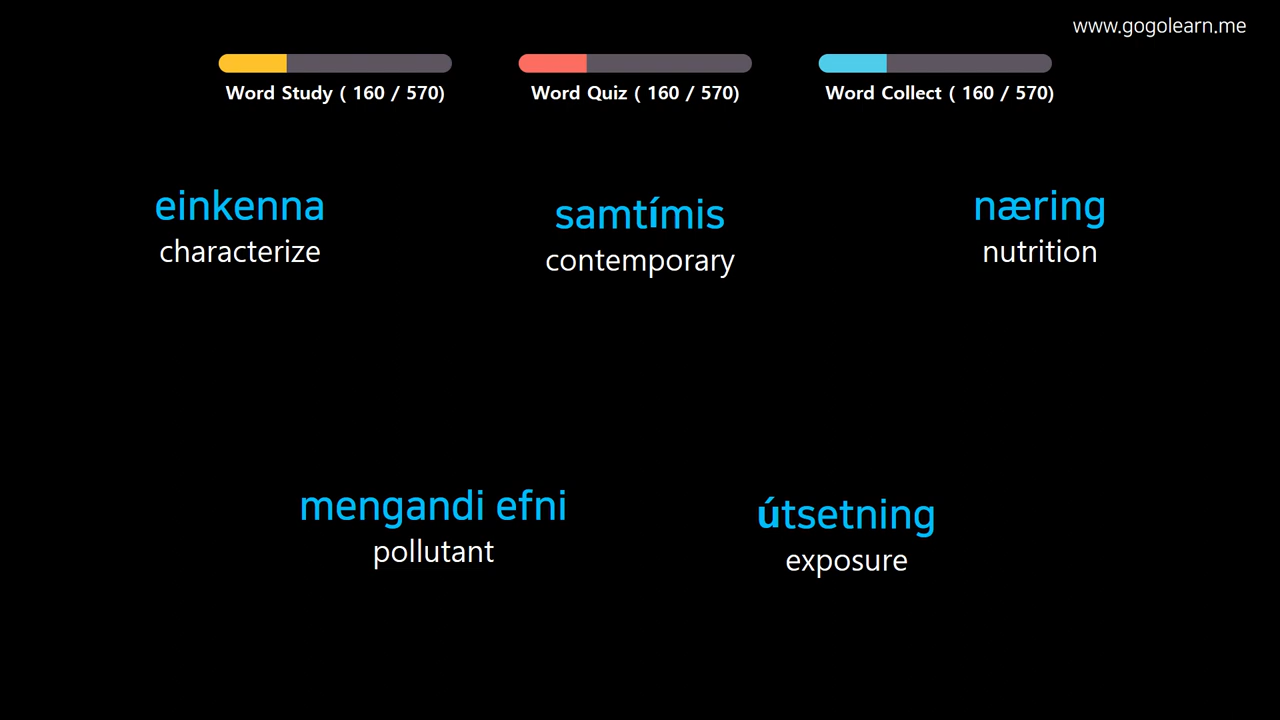 www.gogolearn.me
Word Study ( 160 / 570)
Word Quiz ( 160 / 570)
Word Collect ( 160 / 570)
einkenna
characterize
samtímis
contemporary
næring
nutrition
mengandi efni
pollutant
útsetning
exposure